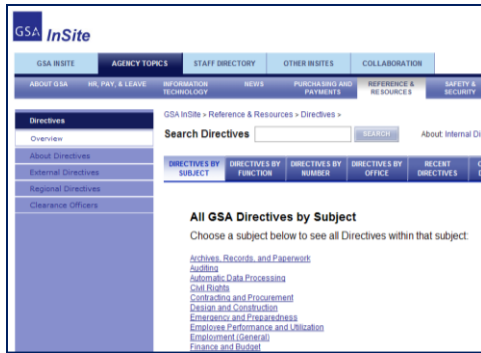 GSA InSite
GSA INSITE AGENCY TOPICS STAFF DIRECTORY OTHER INSITES COLLABORATION
ABOUT GSA HR, PAY, & LEAVE INFORMATION TECHNOLOGY NEWS PURCHASING AND PAYMENTS REFERENCE & RESOURCES SAFETY & SECURITY
Directives
Overview
About Directives
External Directives
Regional Directives
Clearance Officers
GSA InSite > Reference & Resources > Directives >
Search Directives SEARCH About: Internal Di
DIRECTIVES BY SUBJECT DIRECTIVES BY FUNCTION DIRECTIVES BY NUMBER DIRECTIVES BY OFFICE RECENT DIRECTIVES
All GSA Directives by Subject
Choose a subject below to see all Directives within that subject:
Archives, Records, and Paperwork
Auditing
Automatic Data Processing
Civil Rights
Contracting and Procurement
Design and Construction
Emergency and Preparedness
Employee Performance and Utilization
Employment (General)
Finance and Budget